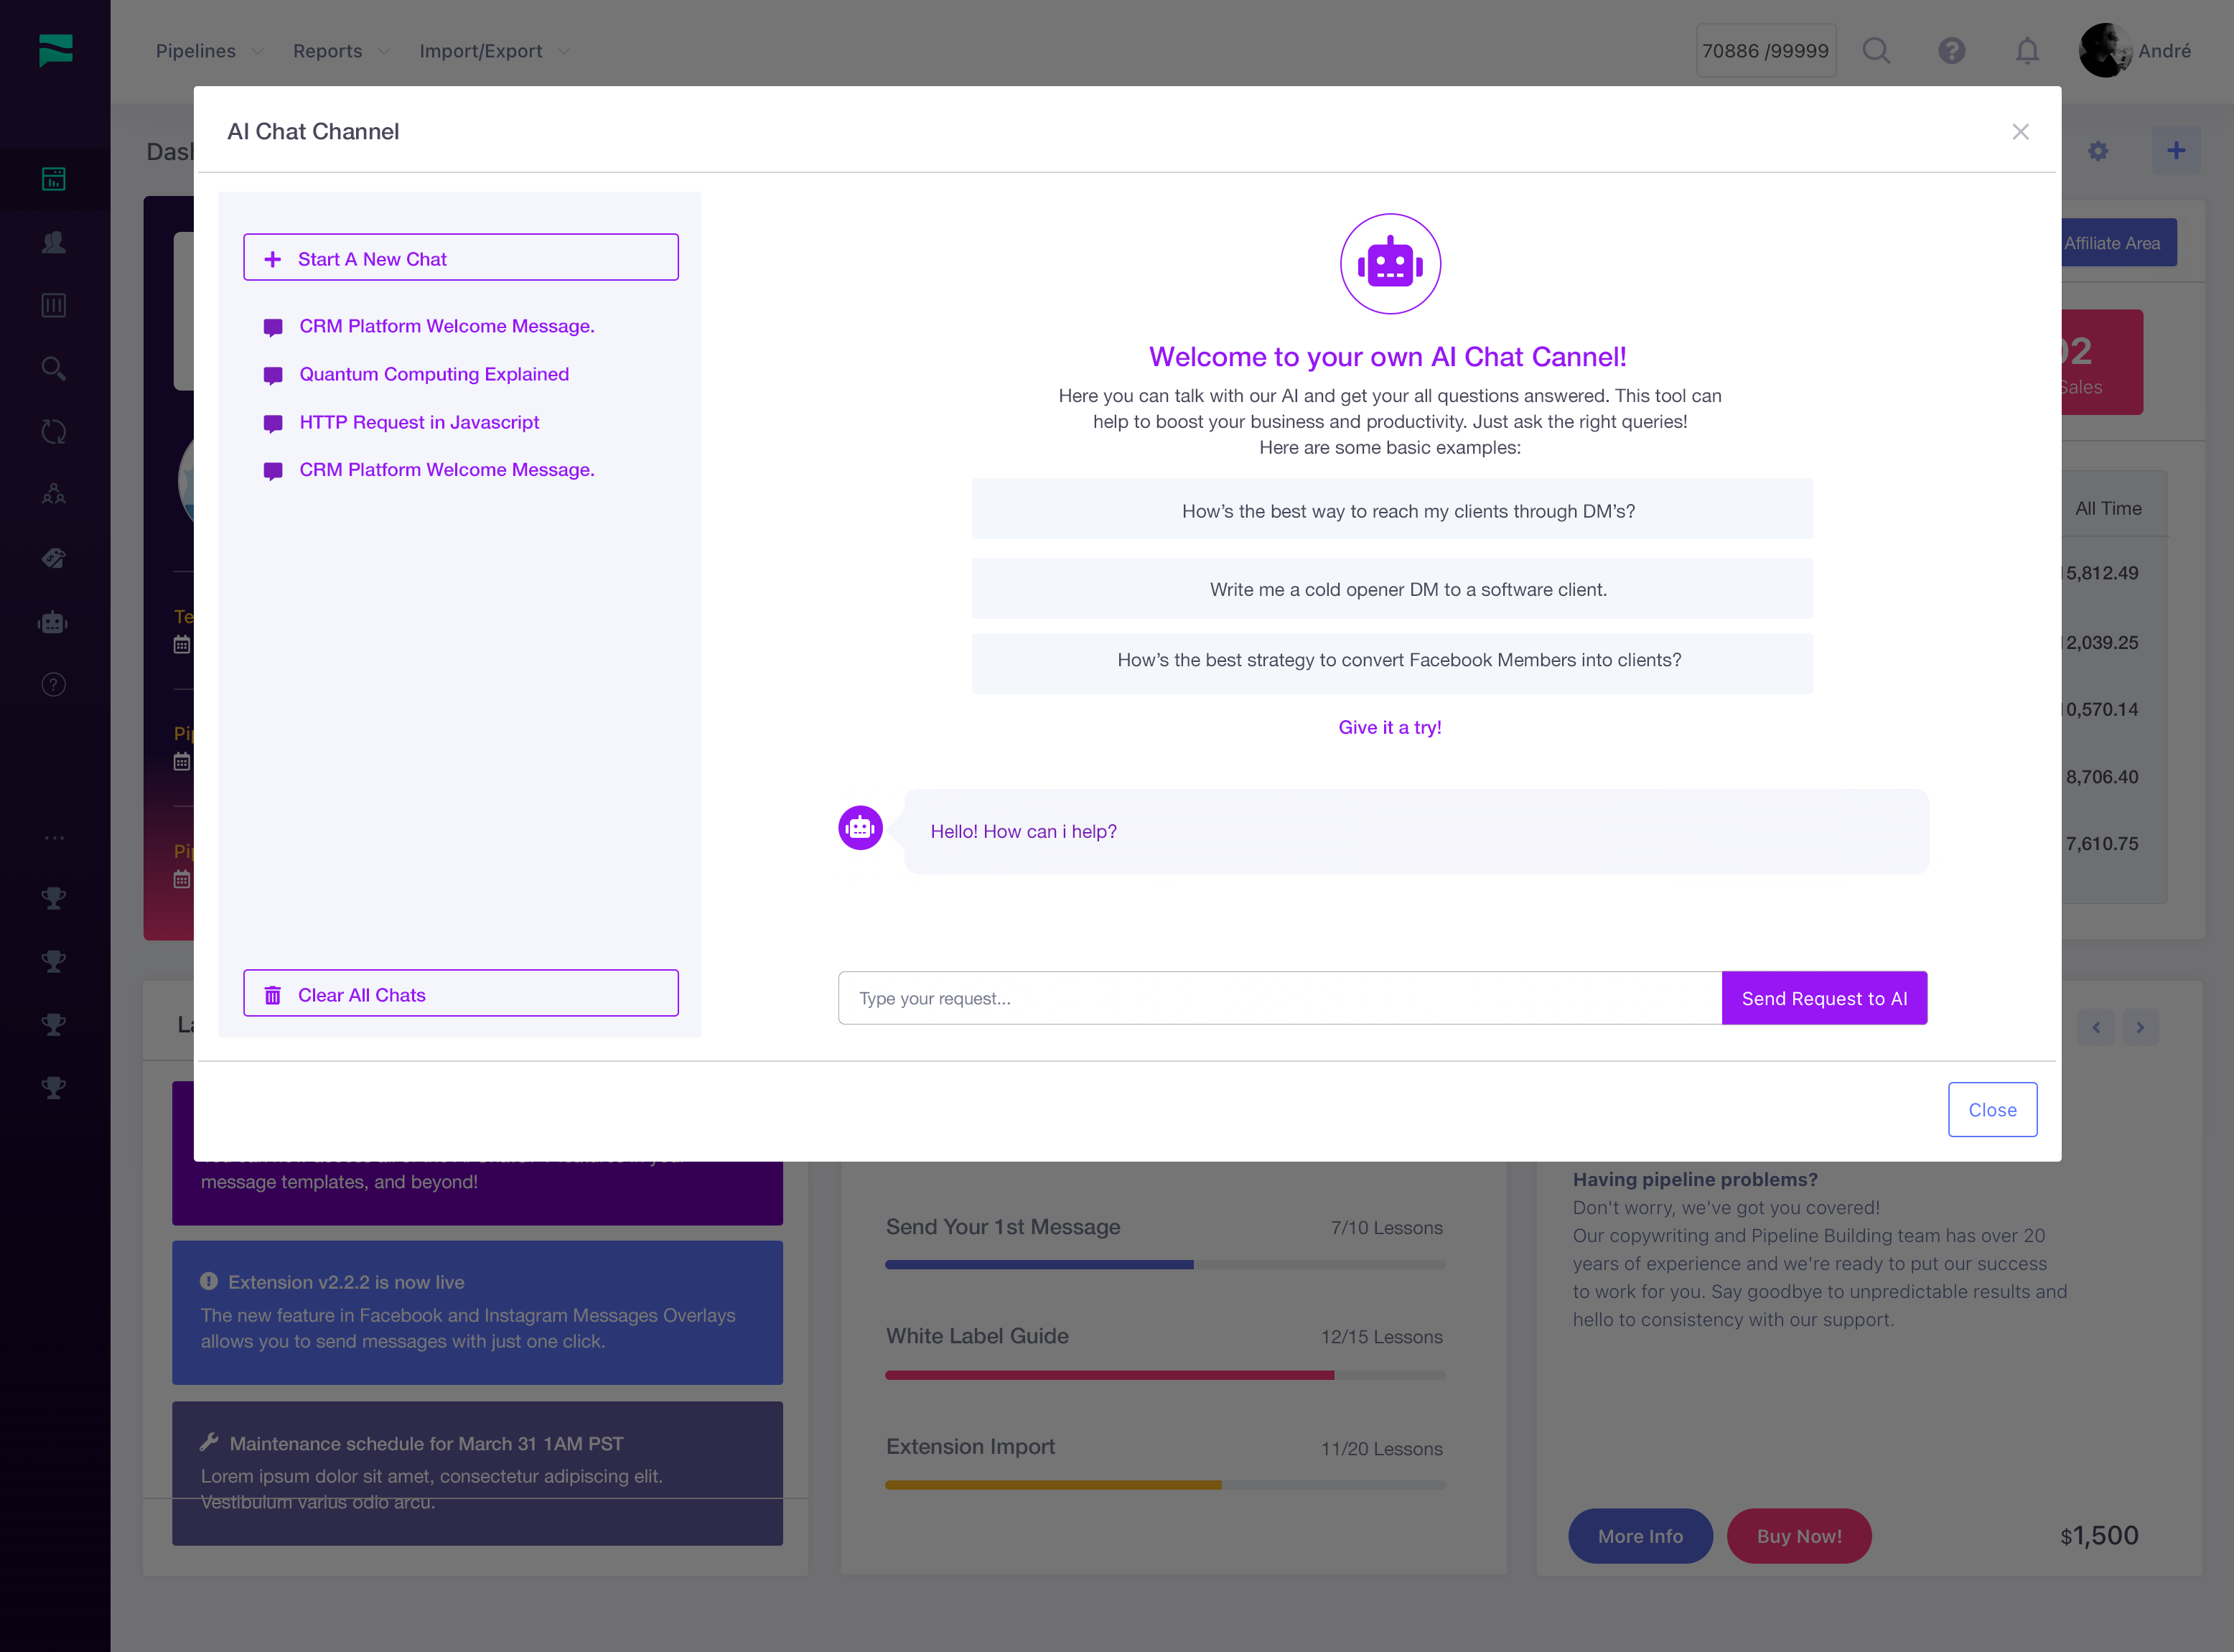 Pipelines
Reports
Import/Export
70886 /99999
André
AI Chat Channel
Affiliate Area
Sales
All Time
5,812.49
2,039.25
0,570.14
8,706.40
7,610.75
Start A New Chat
CRM Platform Welcome Message.
Quantum Computing Explained
HTTP Request in Javascript
CRM Platform Welcome Message.
Clear All Chats
Welcome to your own AI Chat Cannel!
Here you can talk with our AI and get your all questions answered. This tool can
help to boost your business and productivity. Just ask the right queries!
Here are some basic examples:
How’s the best way to reach my clients through DM’s?
Write me a cold opener DM to a software client.
How’s the best strategy to convert Facebook Members into clients?
Give it a try!
Hello! How can i help?
Type your request...
Send Request to AI
Close
message templates, and beyond!
Extension v2.2.2 is now live
The new feature in Facebook and Instagram Messages Overlays
allows you to send messages with just one click.
Maintenance schedule for March 31 1AM PST
Lorem ipsum dolor sit amet, consectetur adipiscing elit.
Vestibulum varius odio arcu.
Send Your 1st Message
7/10 Lessons
White Label Guide
12/15 Lessons
Extension Import
11/20 Lessons
Having pipeline problems?
Don't worry, we've got you covered!
Our copywriting and Pipeline Building team has over 20
years of experience and we're ready to put our success
to work for you. Say goodbye to unpredictable results and
hello to consistency with our support.
More Info
Buy Now!
$1,500